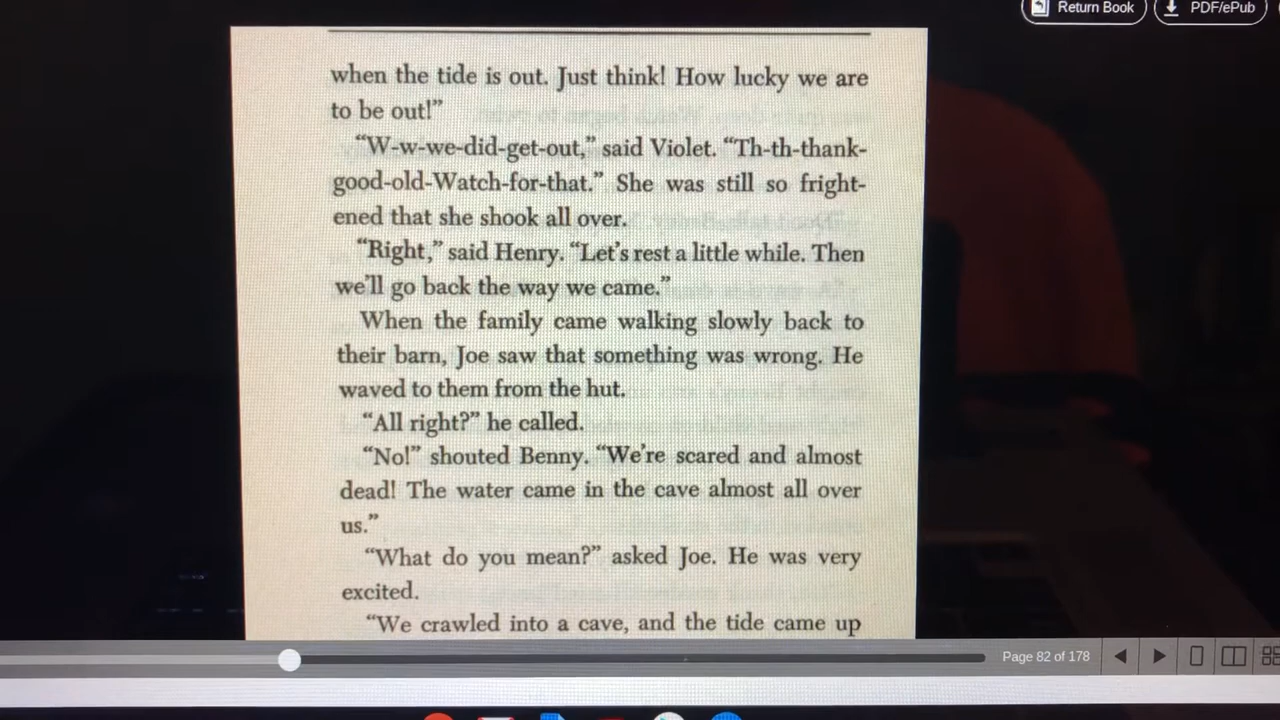 Return Book
PDF/ePub
when the tide is out. Just think! How lucky we are
to be out!”
“W-w-we-did-get-out,” said Violet. “Th-th-thank-
good-old-Watch-for-that.” She was still so fright-
ened that she shook all over.
“Right,” said Henry. “Let’s rest a little while. Then
we’ll go back the way we came.”
When the family came walking slowly back to
their barn, Joe saw that something was wrong. He
waved to them from the hut.
“All right?” he called.
“No!” shouted Benny. “We’re scared and almost
dead! The water came in the cave almost all over
us.”
“What do you mean?” asked Joe. He was very
excited.
“We crawled into a cave, and the tide came up
Page 82 of 178